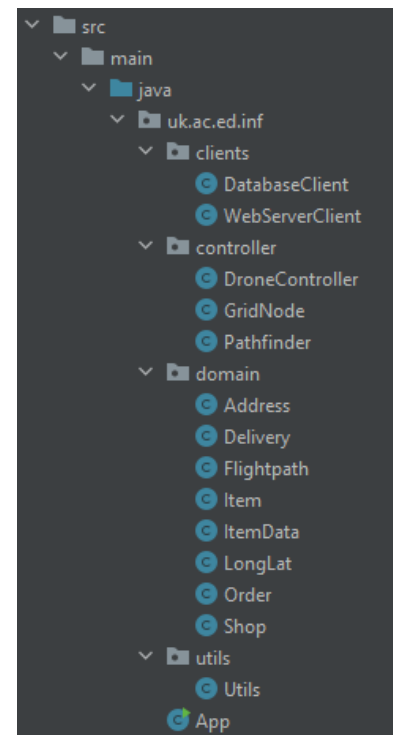 src
main
java
uk.ac.ed.inf
clients
DatabaseClient
WebServerClient
controller
DroneController
GridNode
Pathfinder
domain
Address
Delivery
Flightpath
Item
ItemData
LongLat
Order
Shop
utils
Utils
App